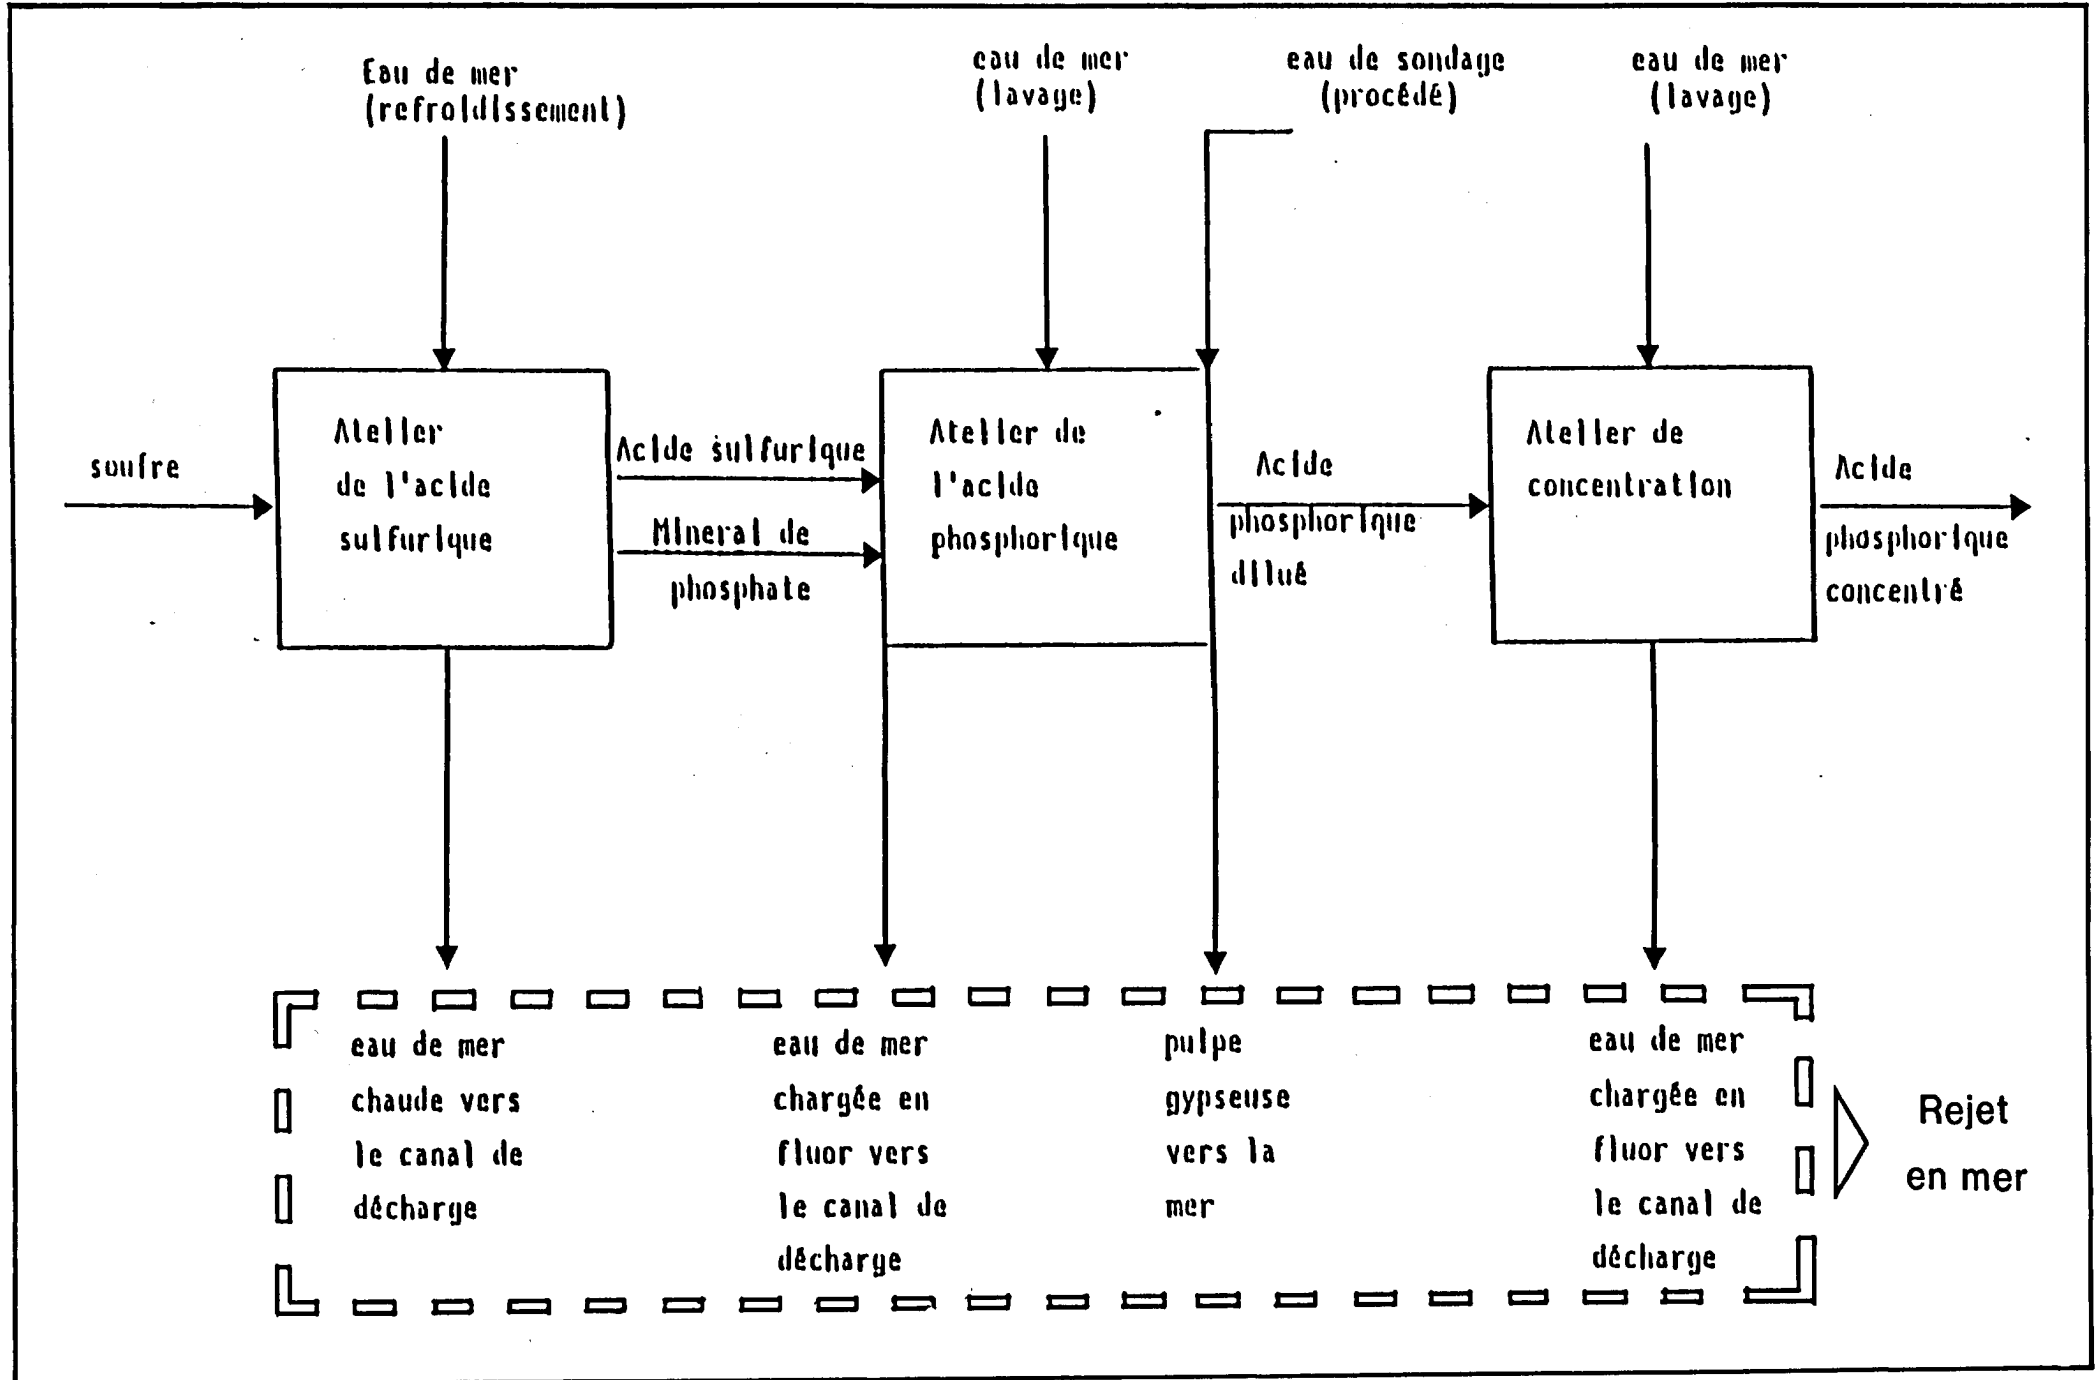 Eau de mer
(refroidissement)
eau de mer
(lavage)
eau de sondage
(procédé)
eau de mer
(lavage)
soufre
Atelier
de l'acide
sulfurique
Acide sulfurique
Mineral de
phosphate
Atelier de
l'acide
phosphorique
Acide
phosphorique
dilué
Atelier de
concentration
Acide
phosphorique
concentré
eau de mer
chaude vers
le canal de
décharge
eau de mer
chargée en
fluor vers
le canal de
décharge
pulpe
gypseuse
vers la
mer
eau de mer
chargée en
fluor vers
le canal de
décharge
Rejet
en mer